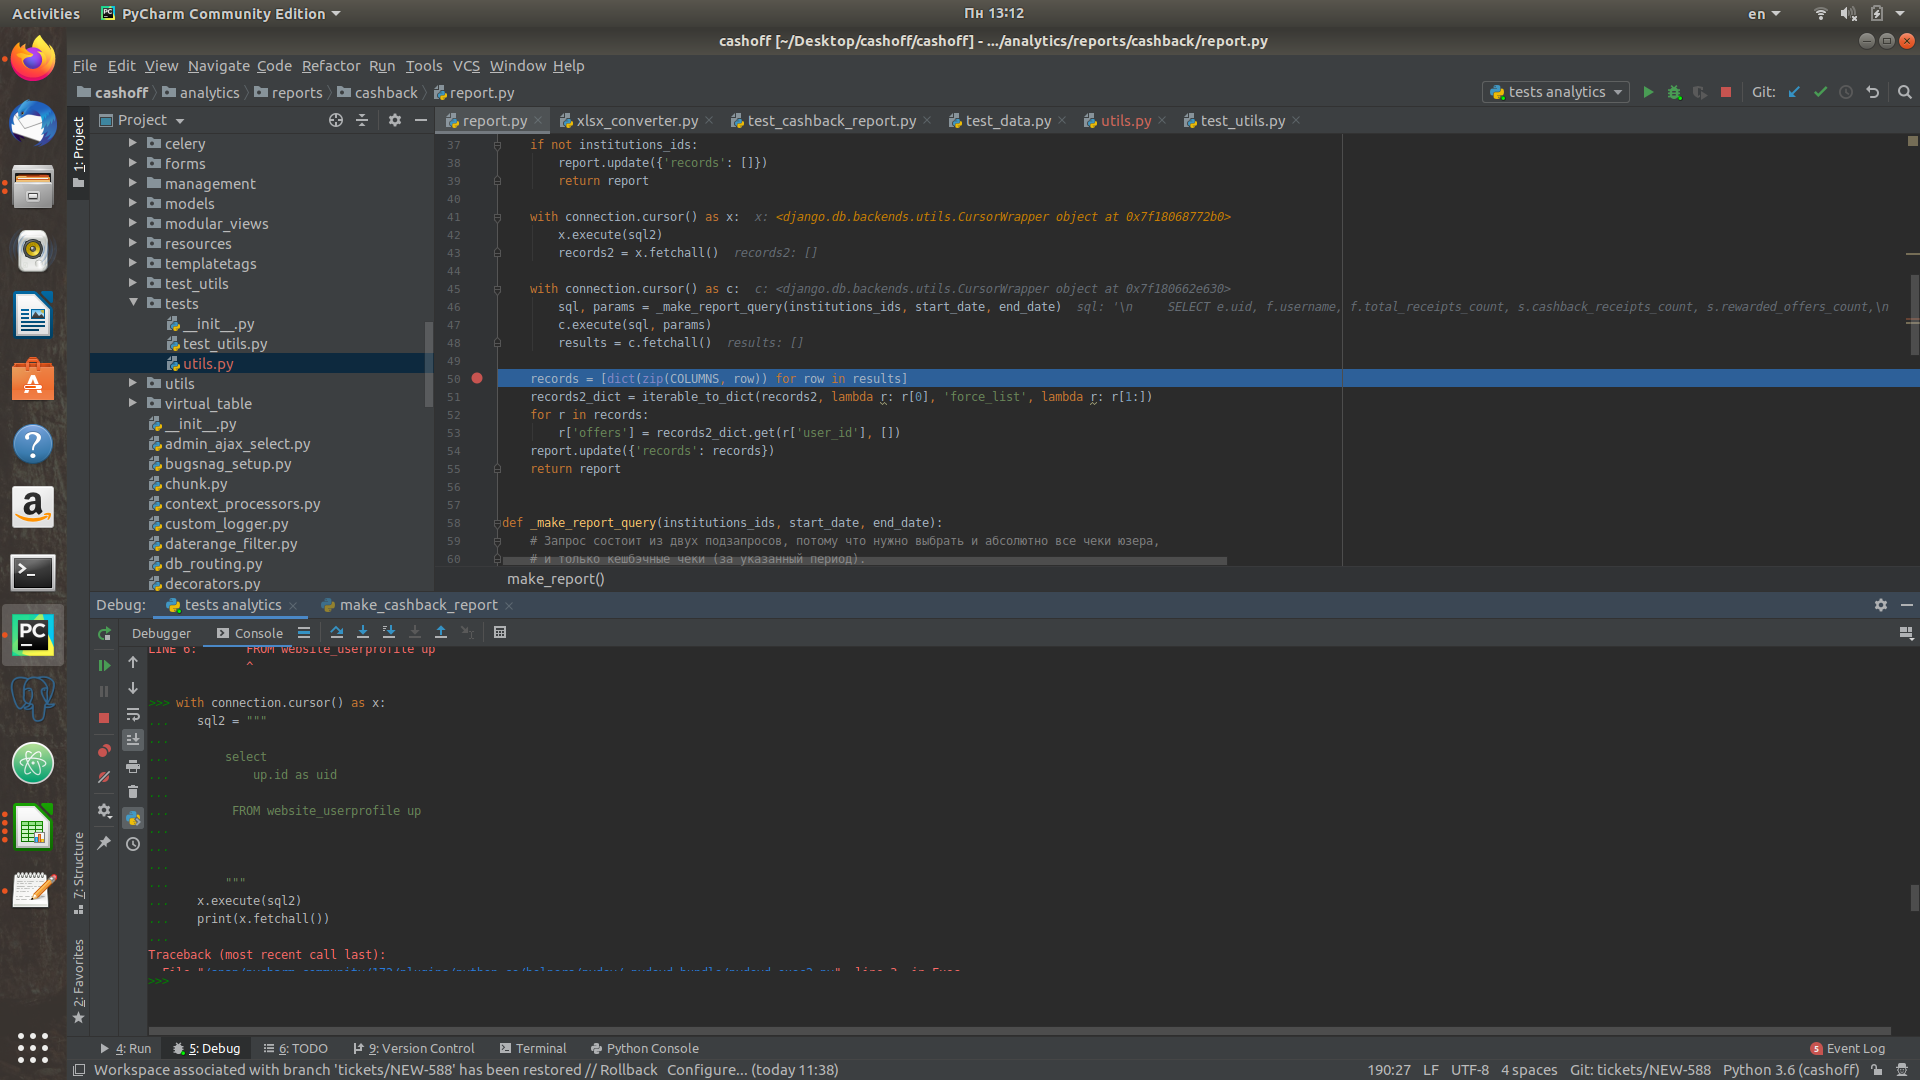 Activities
PyCharm Community Edition
Пн 13:12
en
cashoff [~/Desktop/cashoff/cashoff] - .../analytics/reports/cashback/report.py
File Edit View Navigate Code Refactor Run Tools VCS Window Help
cashoff analytics reports cashback report.py
tests analytics
Git:
1: Project
Project
report.py
xlsx_converter.py
test_cashback_report.py
test_data.py
utils.py
test_utils.py
celery
forms
management
models
modular_views
resources
templatetags
test_utils
tests
__init__.py
test_utils.py
utils.py
utils
virtual_table
__init__.py
admin_ajax_select.py
bugsnag_setup.py
chunk.py
context_processors.py
custom_logger.py
daterange_filter.py
db_routing.py
decorators.py
37 if not institutions_ids:
38 report.update({'records': []})
39 return report
40
41 with connection.cursor() as x: x: <django.db.backends.utils.CursorWrapper object at 0x7f18068772b0>
42 x.execute(sql2)
43 records2 = x.fetchall() records2: []
44
45 with connection.cursor() as c: c: <django.db.backends.utils.CursorWrapper object at 0x7f180662e630>
46 sql, params = _make_report_query(institutions_ids, start_date, end_date) sql: '\n SELECT e.uid, f.username, f.total_receipts_count, s.cashback_receipts_count, s.rewarded_offers_count,\n
47 c.execute(sql, params)
48 results = c.fetchall() results: []
49
50 records = [dict(zip(COLUMNS, row)) for row in results]
51 records2_dict = iterable_to_dict(records2, lambda r: r[0], 'force_list', lambda r: r[1:])
52 for r in records:
53 r['offers'] = records2_dict.get(r['user_id'], [])
54 report.update({'records': records})
55 return report
56
57
58 def _make_report_query(institutions_ids, start_date, end_date):
59 # Запрос состоит из двух подзапросов, потому что нужно выбрать и абсолютно все чеки юзера,
60 # и только кешбэчные чеки (за указанный период).
make_report()
Debug: tests analytics make_cashback_report
Debugger Console
LINE 6: FROM website_userprofile up
^
>>> with connection.cursor() as x:
... sql2 = """
...
... select
... up.id as uid
...
... FROM website_userprofile up
...
...
...
... """
... x.execute(sql2)
... print(x.fetchall())
...
Traceback (most recent call last):
>>>
7: Structure
2: Favorites
4: Run
5: Debug
6: TODO
9: Version Control
Terminal
Python Console
5 Event Log
Workspace associated with branch 'tickets/NEW-588' has been restored // Rollback Configure... (today 11:38)
190:27 LF UTF-8 4 spaces Git: tickets/NEW-588 Python 3.6 (cashoff)